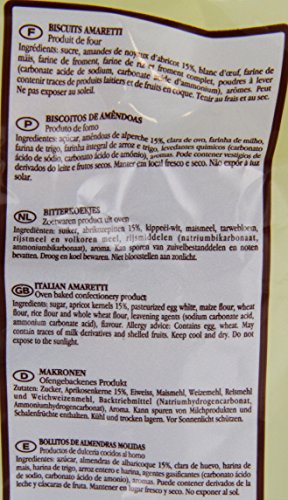 F
BISCUITS AMARETTI
Produit de four
Ingrédients: sucre, amandes de noyaux d'abricot 15%, blanc d'œuf, farine de
maïs, farine de froment, farine de riz et froment complet, poudres à lever
(carbonate acide de sodium, carbonate acide d'ammonium), arômes. Peut
contenir des traces de produits laitiers et de fruits en coque. Tenir au frais et au sec.
Ne pas exposer au soleil.
P
BISCOITOS DE AMÊNDOAS
Produto de forno
Ingredientes: açúcar, amêndoas de alperche 15%, clara de ovo, farinha de milho,
farinha de trigo, farinha integral de arroz e trigo, levedantes químicos (carbonato
ácido de sódio, carbonato ácido de amónio), aromas. Pode conter vestígios de
derivados do leite e frutos secos. Manter em local fresco e seco. Não expor à luz
solar.
NL
BITTERKOEKJES
Zoetwaren product uit oven
Ingrediënten: suiker, abrikozepitten 15%, kippeëi-wit, maismeel, tarwebloem,
rijstmeel en volkoren meel, rijsmiddelen (natriumbikarbonaat,
ammoniumbikarbonaat), aroma. Kan sporen van zuivelbestanddelen en noten
bevatten. Droog en koel bewaren. Niet blootstellen aan zonlicht.
GB
ITALIAN AMARETTI
Oven baked confectionery product
Ingredients: sugar, apricot kernels 15%, pasteurized egg white, maize flour, wheat
flour, rice flour and whole wheat flour, leavening agents (sodium carbonate acid,
ammonium carbonate acid), flavour. Allergy advice: Contains egg, wheat. May
contain traces of milk derivatives and shelled fruits. Keep cool and dry. Do not
expose to the sunlight.
D
MAKRONEN
Ofengebackenes Produkt
Zutaten: Zucker, Aprikosenkerne 15%, Eiweiss, Maismehl, Weizemehl, Reismehl
und Weichweizenmehl, Backtriebmittel (Natriumhydrogencarbonat,
Ammoniumhydrogencarbonat), Aroma. Kann spuren von Milchprodukten und
Schalenfrüchte enthalten. Kühl und trocken lagern. Vor Sonnenlicht schützen.
E
BOLLITOS DE ALMENDRAS MOLIDAS
Productos de dulcería cocidos al horno
Ingredientes: azúcar, almendras de albaricoque 15%, clara de huevo, harina de
maíz, harina de trigo, arroz entero e harina, agentes gasificantes (carbonato ácido
de sodio, carbonato ácido de amonio), aromas. Puede contener derivados de la
leche y cáscaras de fruta. Mantener en lugar fresco y seco. No exponer al sol.